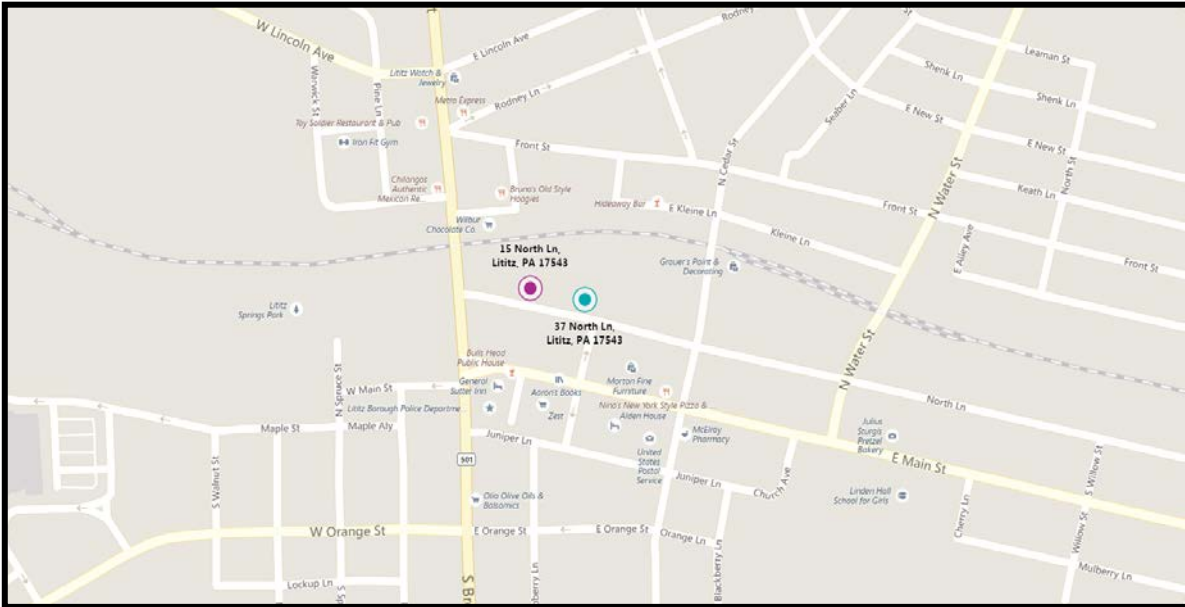 W Lincoln Ave
E Lincoln Ave
Rodney
Leaman St
Lititz Watch &
Jewelry
Warwick St
Pine Ln
Metro Express
Rodney Ln
Shenk Ln
Shenk Ln
Seaber Ln
E New St
E New St
Toy Soldier Restaurant & Pub
Iron Fit Gym
Front St
N Cedar St
N Water St
North St
Keath Ln
Chilangos
Authentic
Mexican Re...
Bruno's Old Style
Hoagies
Hideaway Bar
E Kleine Ln
Front St
Wilbur
Chocolate Co.
Kleine Ln
E Alley Ave
Front St
15 North Ln,
Lititz, PA 17543
Grauer's Paint &
Decorating
Lititz
Springs Park
37 North Ln,
Lititz, PA 17543
N Water St
Bulls Head
Public House
N Spruce St
W Main St
General
Sutter Inn
Aaron's Books
Morton Fine
Furniture
North Ln
Lititz Borough Police Departme...
Zest
Nina's New York Style Pizza &
Alden House
Maple St
Maple Aly
Juniper Ln
McElroy
Pharmacy
Julius
Sturgis
Pretzel
Bakery
E Main St
501
United
States
Postal
Service
Juniper Ln
Church Ave
S Walnut St
S Willow St
Olio Olive Oils &
Balsamics
Linden Hall
School for Girls
Cherry Ln
Willow St
W Orange St
E Orange St
E Orange St
Orange Ln
Blackberry Ln
Mulberry Ln
Lockup Ln
S Sp
S Br
oberry Ln